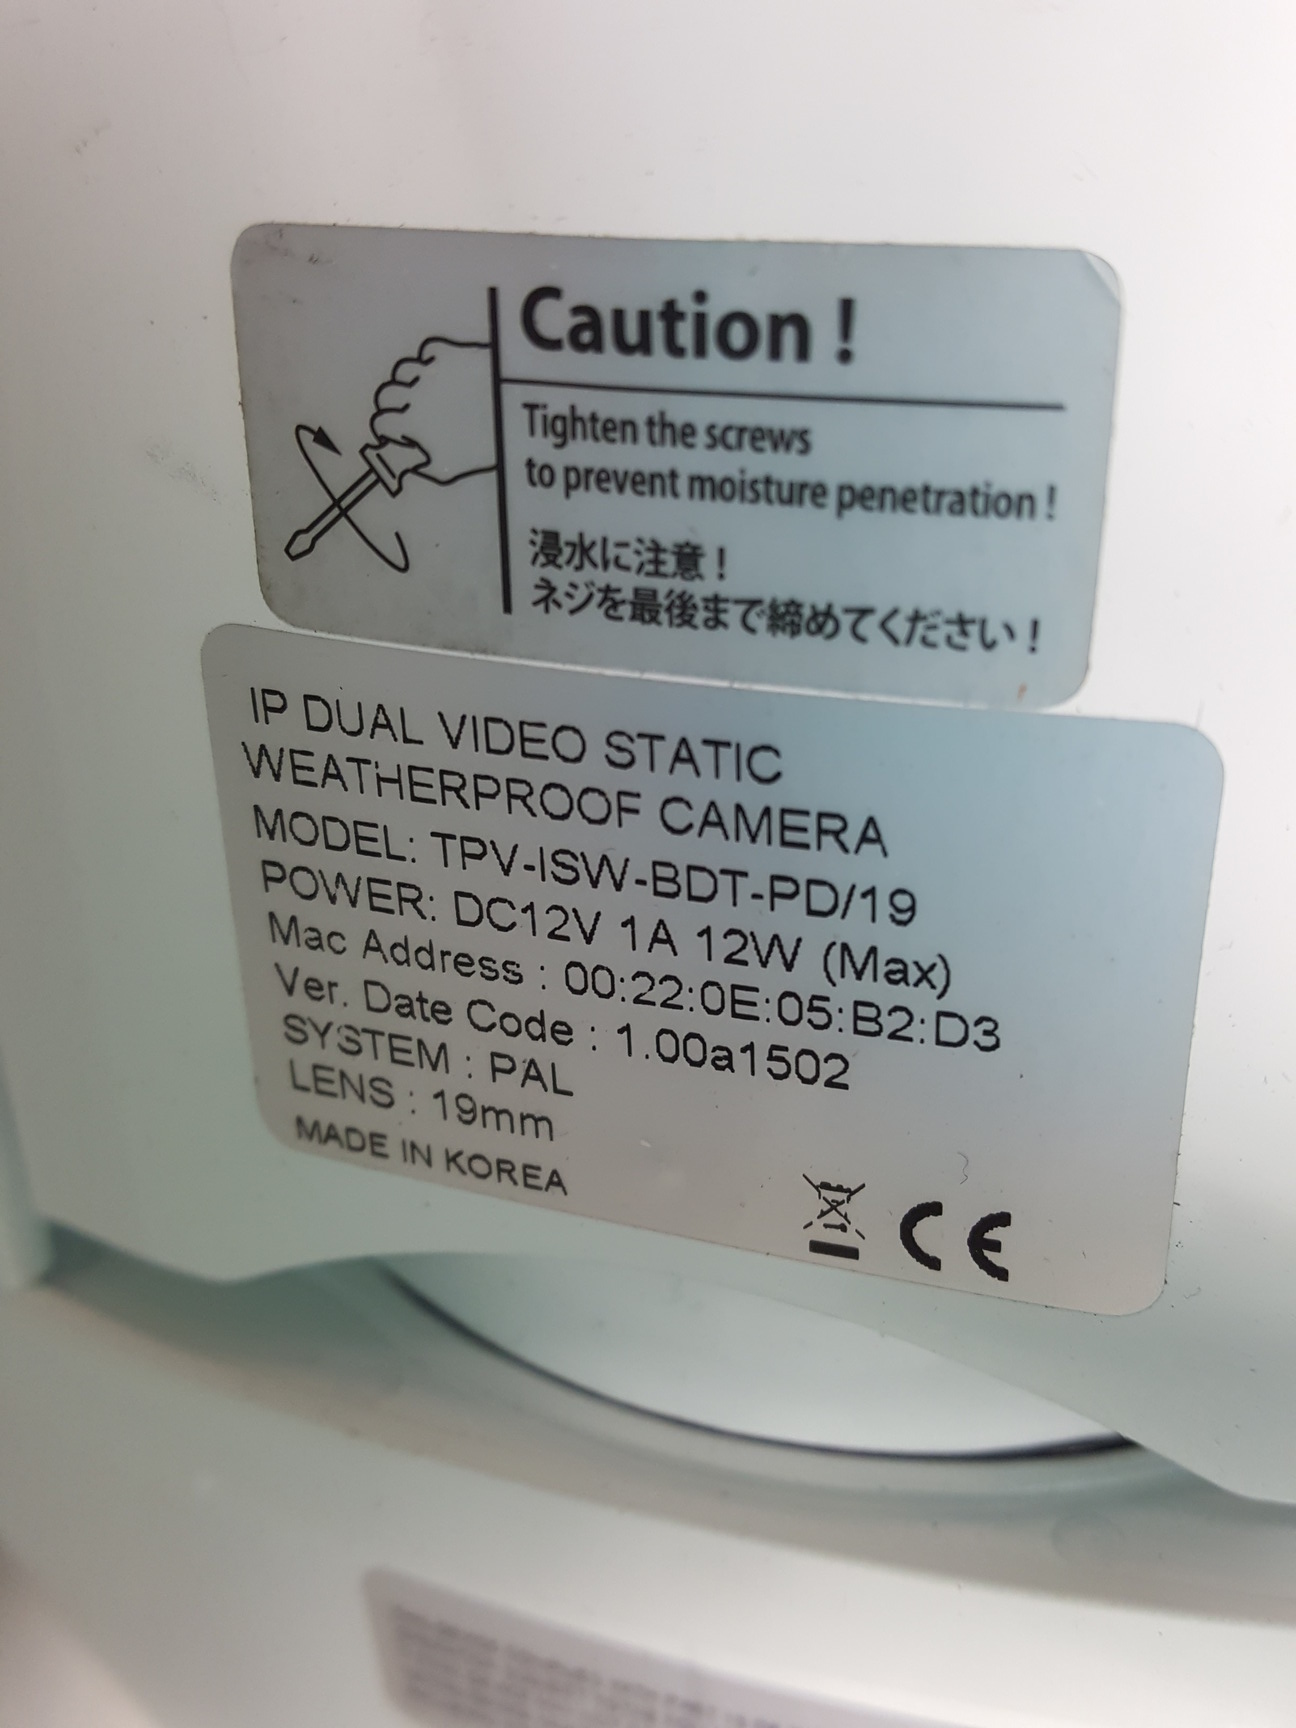 Caution !
Tighten the screws
to prevent moisture penetration !
浸水に注意！
ネジを最後まで締めてください！
IP DUAL VIDEO STATIC
WEATHERPROOF CAMERA
MODEL: TPV-ISW-BDT-PD/19
POWER: DC12V 1A 12W (Max)
Mac Address : 00:22:0E:05:B2:D3
Ver. Date Code : 1.00a1502
SYSTEM : PAL
LENS : 19mm
MADE IN KOREA
CE